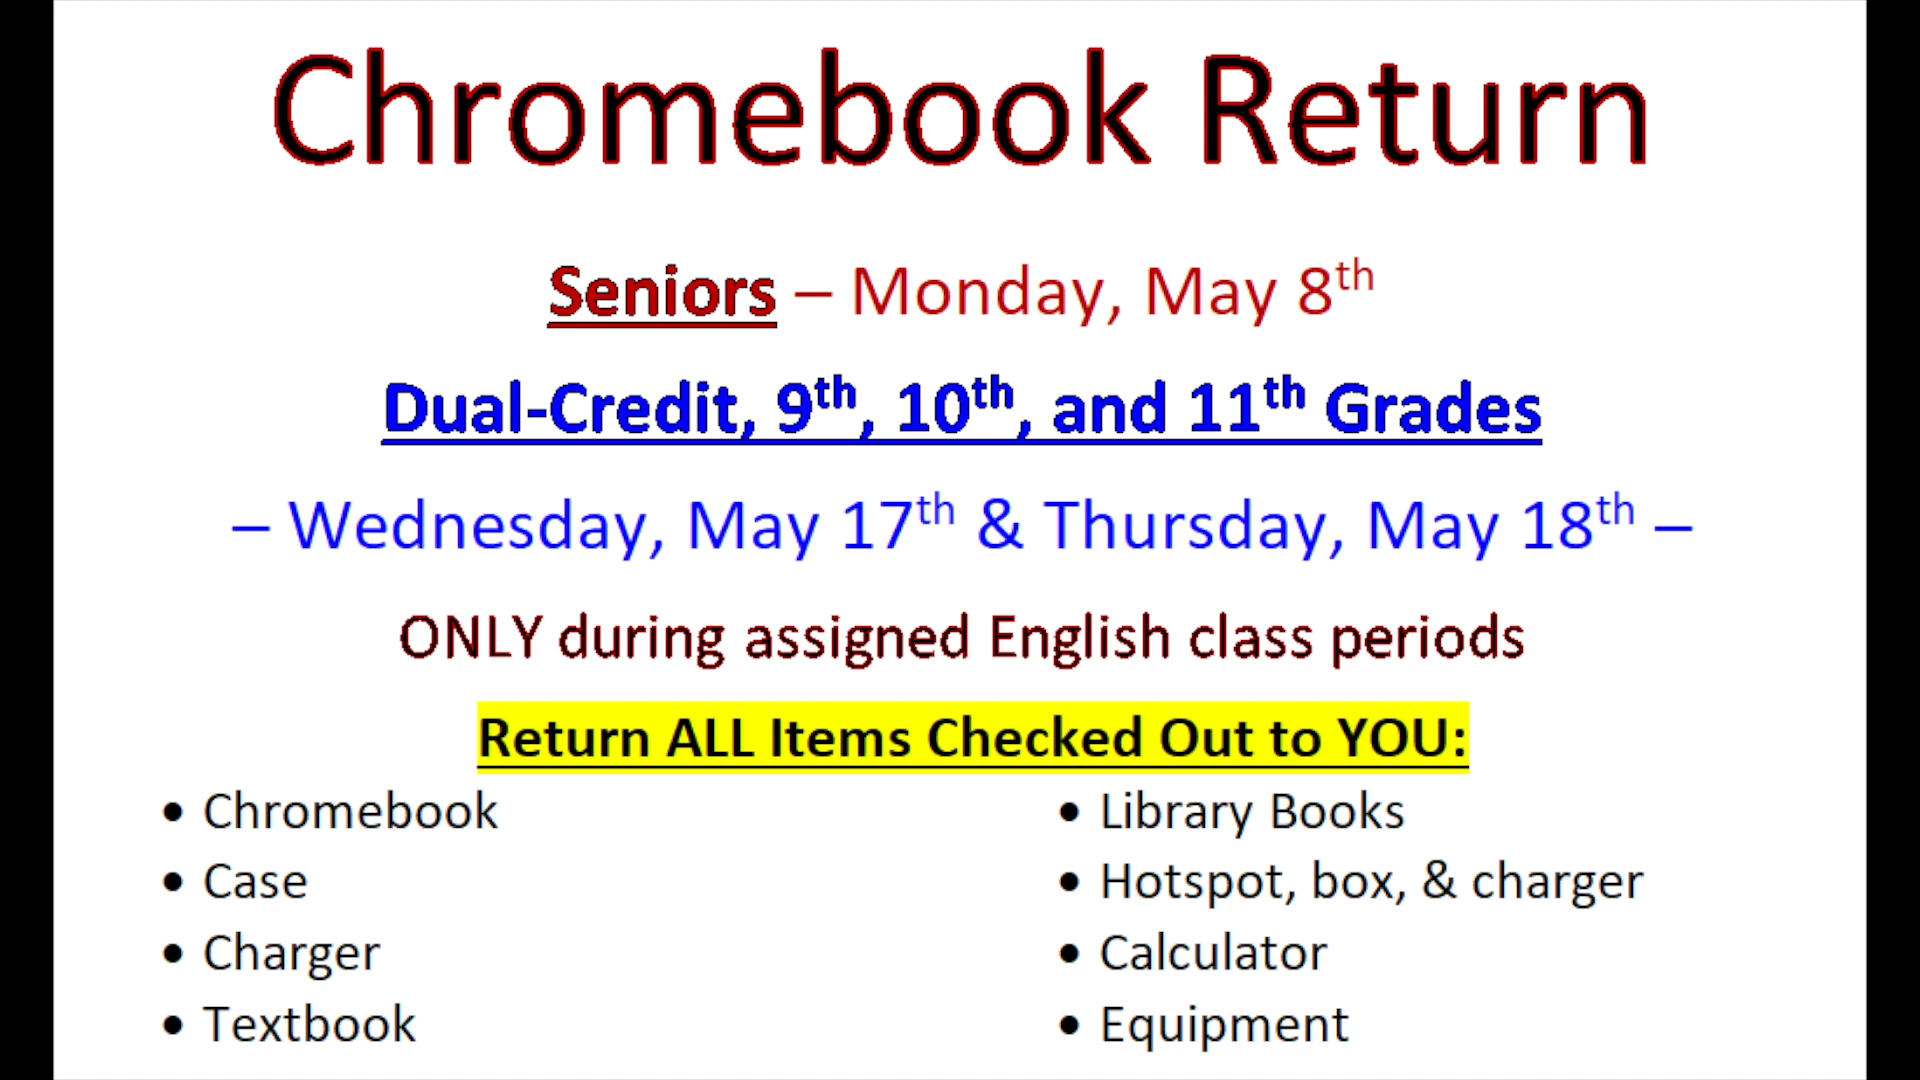 Chromebook Return
Seniors – Monday, May 8th
Dual-Credit, 9th, 10th, and 11th Grades
– Wednesday, May 17th & Thursday, May 18th –
ONLY during assigned English class periods
Return ALL Items Checked Out to YOU:
• Chromebook
• Case
• Charger
• Textbook
• Library Books
• Hotspot, box, & charger
• Calculator
• Equipment